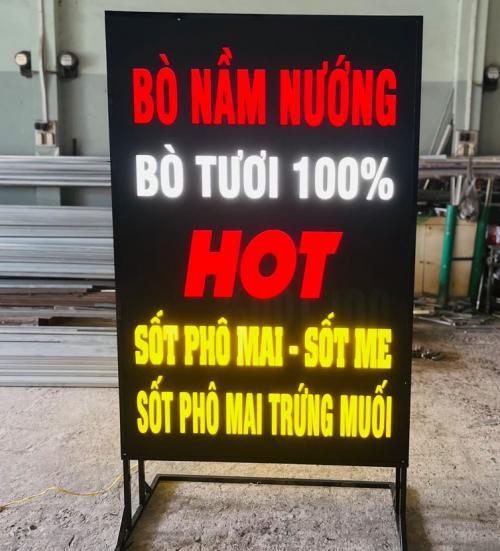 BÒ NẦM NƯỚNG
BÒ TƯƠI 100%
HOT
SỐT PHÔ MAI - SỐT ME
SỐT PHÔ MAI TRỨNG MUỐI